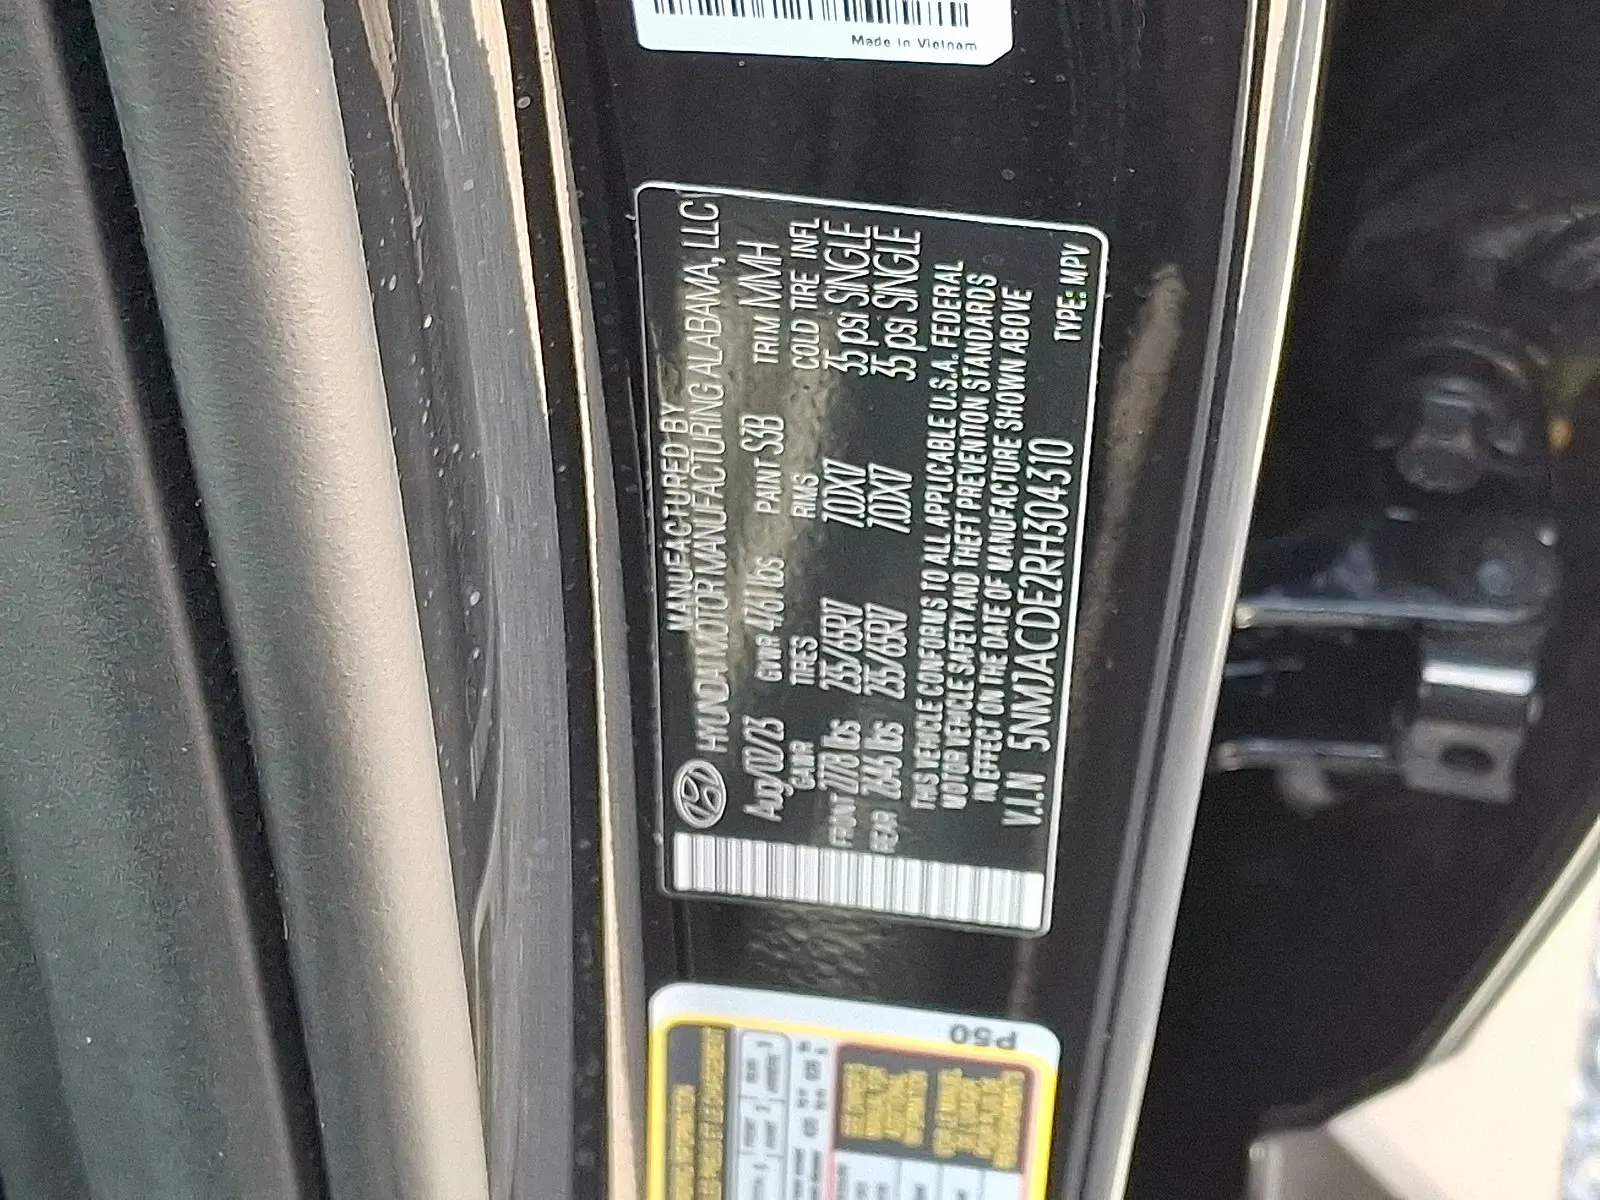 Made in Vietnam
MANUFACTURED BY
HYUNDAI MOTOR MANUFACTURING ALABAMA, LLC
Aug/02/23 GVWR 4761 lbs PAINT S3B TRIM MMH
GAWR TIRES RIMS COLD TIRE INFL
FRONT 2778 lbs 235/65R17 7.0JX17 35 psi SINGLE
REAR 2645 lbs 235/65R17 7.0JX17 35 psi SINGLE
THIS VEHICLE CONFORMS TO ALL APPLICABLE U.S.A. FEDERAL
MOTOR VEHICLE SAFETY AND THEFT PREVENTION STANDARDS
IN EFFECT ON THE DATE OF MANUFACTURE SHOWN ABOVE
V.I.N 5NMJACDE2RH304310 TYPE: MPV
P50